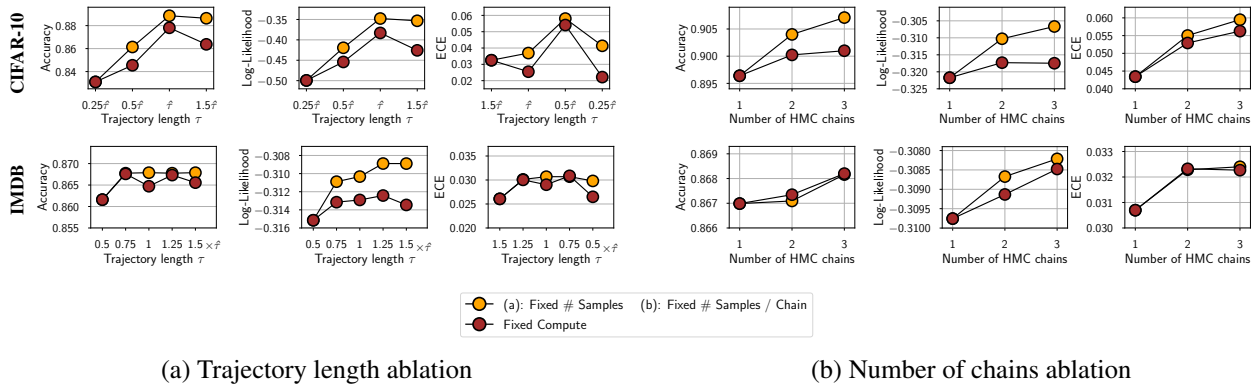 CIFAR-10
Accuracy
0.88
0.86
0.84
0.25τ̂ 0.5τ̂ τ̂ 1.5τ̂
Trajectory length τ
Log-Likelihood
−0.35
−0.40
−0.45
−0.50
0.25τ̂ 0.5τ̂ τ̂ 1.5τ̂
Trajectory length τ
ECE
0.06
0.05
0.04
0.03
0.02
1.5τ̂ τ̂ 0.5τ̂ 0.25τ̂
Trajectory length τ
Accuracy
0.905
0.900
0.895
1 2 3
Number of HMC chains
Log-Likelihood
−0.305
−0.310
−0.315
−0.320
−0.325
1 2 3
Number of HMC chains
ECE
0.060
0.055
0.050
0.045
0.040
1 2 3
Number of HMC chains
IMDB
Accuracy
0.870
0.865
0.860
0.855
0.5 0.75 1 1.25 1.5 ×τ̂
Trajectory length τ
Log-Likelihood
−0.308
−0.310
−0.312
−0.314
−0.316
0.5 0.75 1 1.25 1.5 ×τ̂
Trajectory length τ
ECE
0.035
0.030
0.025
0.020
1.5 1.25 1 0.75 0.5 ×τ̂
Trajectory length τ
Accuracy
0.869
0.868
0.867
0.866
1 2 3
Number of HMC chains
Log-Likelihood
−0.3080
−0.3085
−0.3090
−0.3095
−0.3100
1 2 3
Number of HMC chains
ECE
0.033
0.032
0.031
0.030
1 2 3
Number of HMC chains
(a): Fixed # Samples (b): Fixed # Samples / Chain
Fixed Compute
(a) Trajectory length ablation
(b) Number of chains ablation